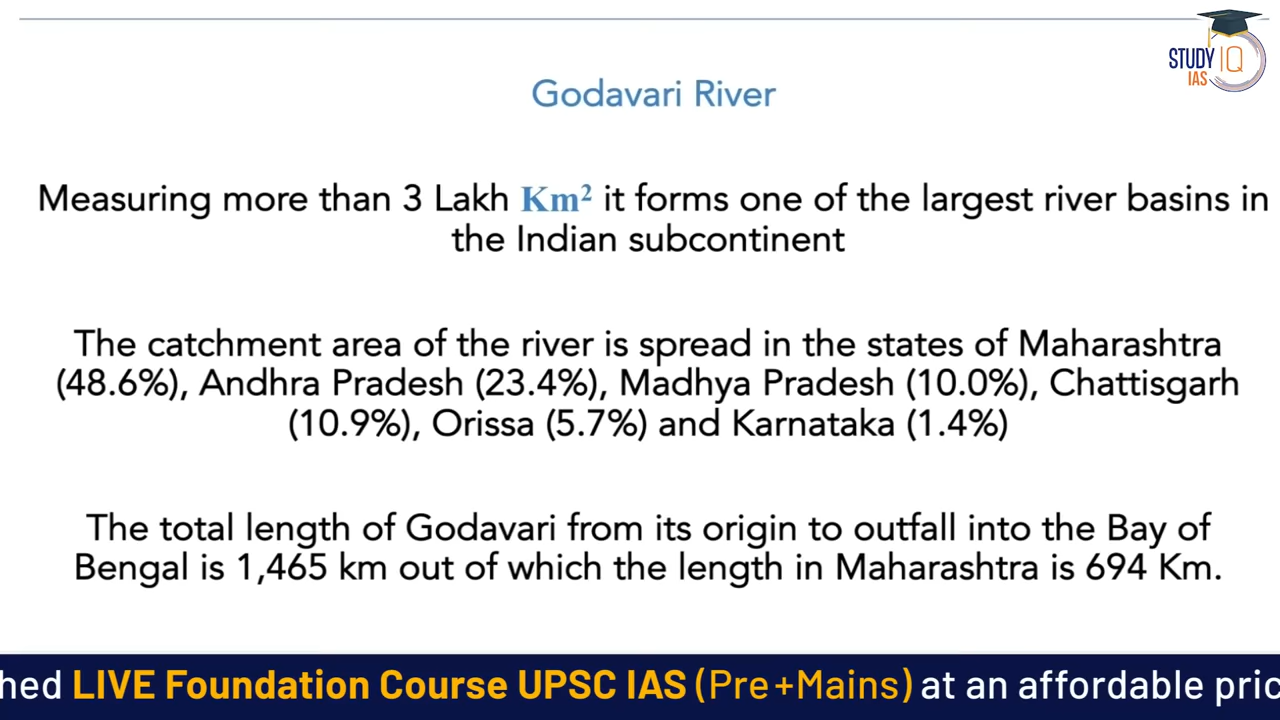 STUDY IQ
IAS
Godavari River
Measuring more than 3 Lakh Km² it forms one of the largest river basins in
the Indian subcontinent
The catchment area of the river is spread in the states of Maharashtra
(48.6%), Andhra Pradesh (23.4%), Madhya Pradesh (10.0%), Chattisgarh
(10.9%), Orissa (5.7%) and Karnataka (1.4%)
The total length of Godavari from its origin to outfall into the Bay of
Bengal is 1,465 km out of which the length in Maharashtra is 694 Km.
hed LIVE Foundation Course UPSC IAS (Pre+Mains) at an affordable pric